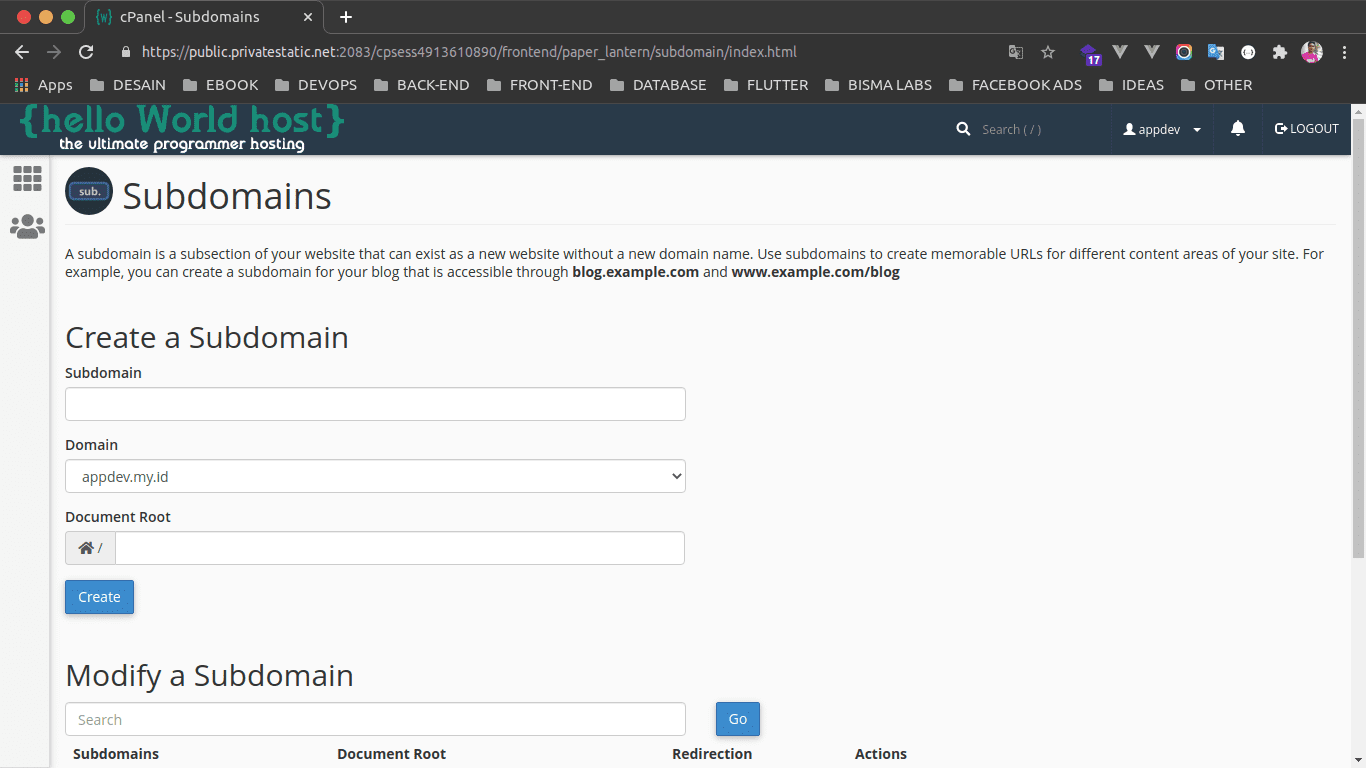 {w} cPanel - Subdomains
https://public.privatestatic.net:2083/cpsess4913610890/frontend/paper_lantern/subdomain/index.html
17
Apps DESAIN EBOOK DEVOPS BACK-END FRONT-END DATABASE FLUTTER BISMA LABS FACEBOOK ADS IDEAS OTHER
{hello World host}
the ultimate programmer hosting
Search ( / ) appdev LOGOUT
sub. Subdomains
A subdomain is a subsection of your website that can exist as a new website without a new domain name. Use subdomains to create memorable URLs for different content areas of your site. For
example, you can create a subdomain for your blog that is accessible through blog.example.com and www.example.com/blog
Create a Subdomain
Subdomain
Domain
appdev.my.id
Document Root
/
Create
Modify a Subdomain
Search Go
Subdomains Document Root Redirection Actions